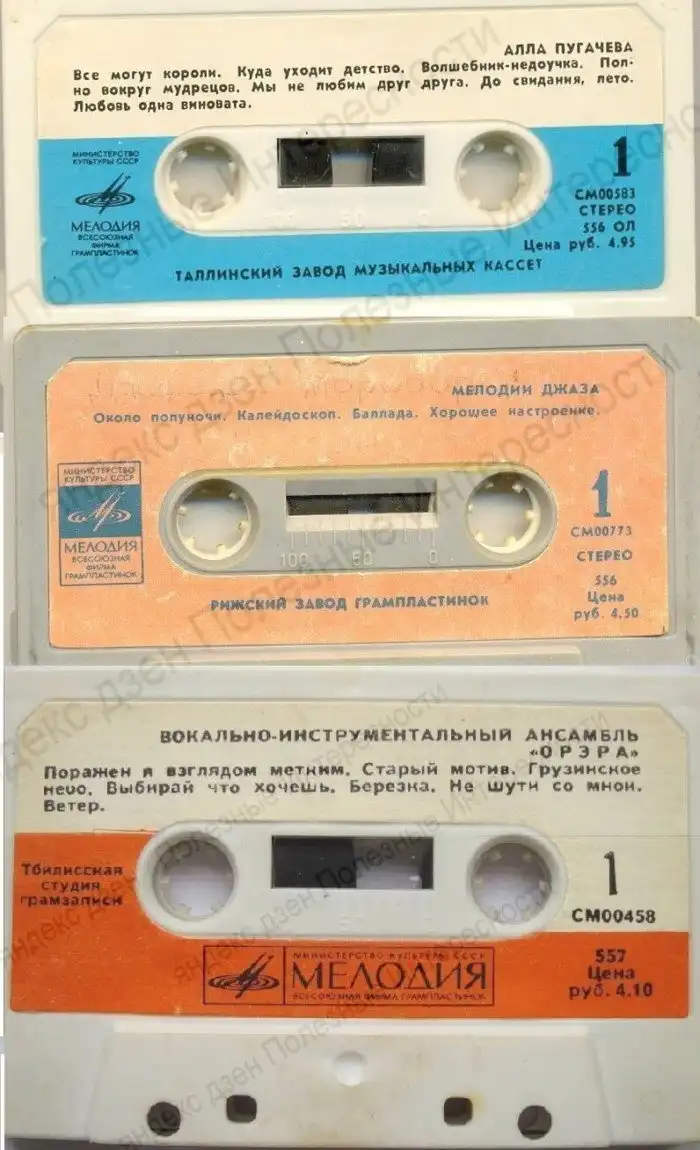 АЛЛА ПУГАЧЕВА
Все могут короли. Куда уходит детство. Волшебник-недоучка. Пол-
но вокруг мудрецов. Мы не любим друг друга. До свидания, лето.
Любовь одна виновата.
МИНИСТЕРСТВО
КУЛЬТУРЫ СССР
МЕЛОДИЯ
ВСЕСОЮЗНАЯ
ФИРМА
ГРАМПЛАСТИНОК
1
СМ00583
СТЕРЕО
556 ОЛ
Цена руб. 4.95
100 50 0
ТАЛЛИНСКИЙ ЗАВОД МУЗЫКАЛЬНЫХ КАССЕТ
МЕЛОДИИ ДЖАЗА
Около полуночи. Калейдоскоп. Баллада. Хорошее настроение.
МИНИСТЕРСТВО
КУЛЬТУРЫ СССР
МЕЛОДИЯ
ВСЕСОЮЗНАЯ
ФИРМА
ГРАМПЛАСТИНОК
100 50 0
1
СМ00773
СТЕРЕО
556
Цена
руб. 4.50
РИЖСКИЙ ЗАВОД ГРАМПЛАСТИНОК
ВОКАЛЬНО-ИНСТРУМЕНТАЛЬНЫЙ АНСАМБЛЬ
«ОРЭРА»
Поражен я взглядом метким. Старый мотив. Грузинское
небо. Выбирай что хочешь. Березка. Не шути со мной.
Ветер.
Тбилисская
студия
грамзаписи
1
СМ00458
557
Цена
руб. 4.10
МИНИСТЕРСТВО КУЛЬТУРЫ СССР
МЕЛОДИЯ
ВСЕСОЮЗНАЯ ФИРМА ГРАМПЛАСТИНОК
яндекс дзен Полезные Интересности